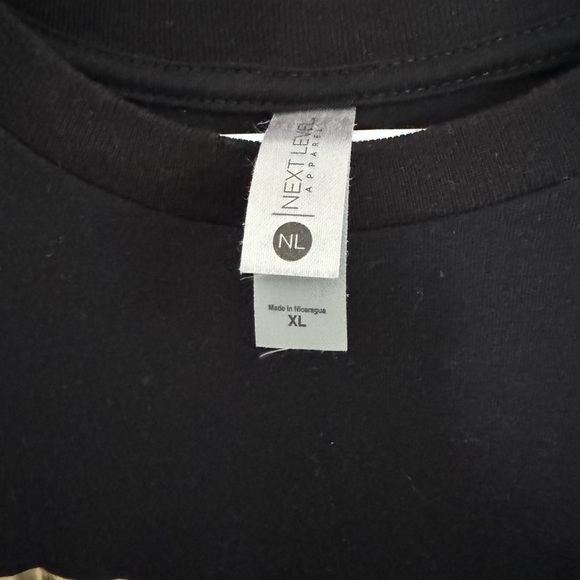 NEXT LEVEL
APPAREL
NL
Made in Nicaragua
XL